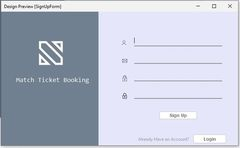 Design Preview [SignUpForm]
Match Ticket Booking
Sign Up
Already Have an Account?
Login